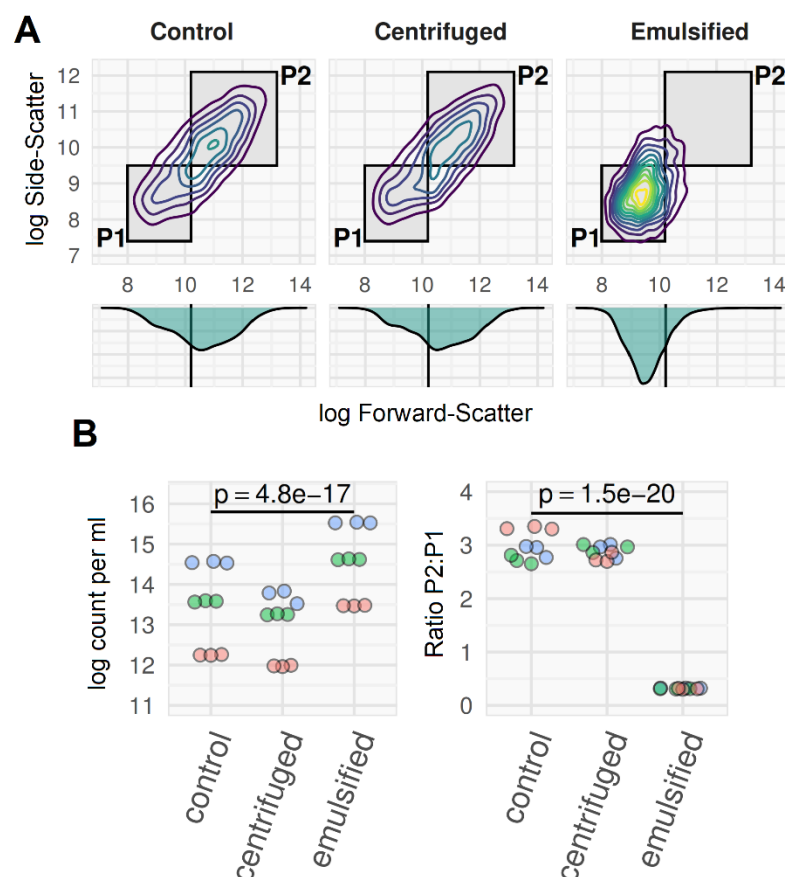 A
Control Centrifuged Emulsified
log Side-Scatter
12
11
10
9
8
7
P2 P2 P2
P1 P1 P1
8 10 12 14 8 10 12 14 8 10 12 14
log Forward-Scatter
B
log count per ml
16
15
14
13
12
11
p = 4.8e−17
control centrifuged emulsified
Ratio P2:P1
4
3
2
1
0
p = 1.5e−20
control centrifuged emulsified